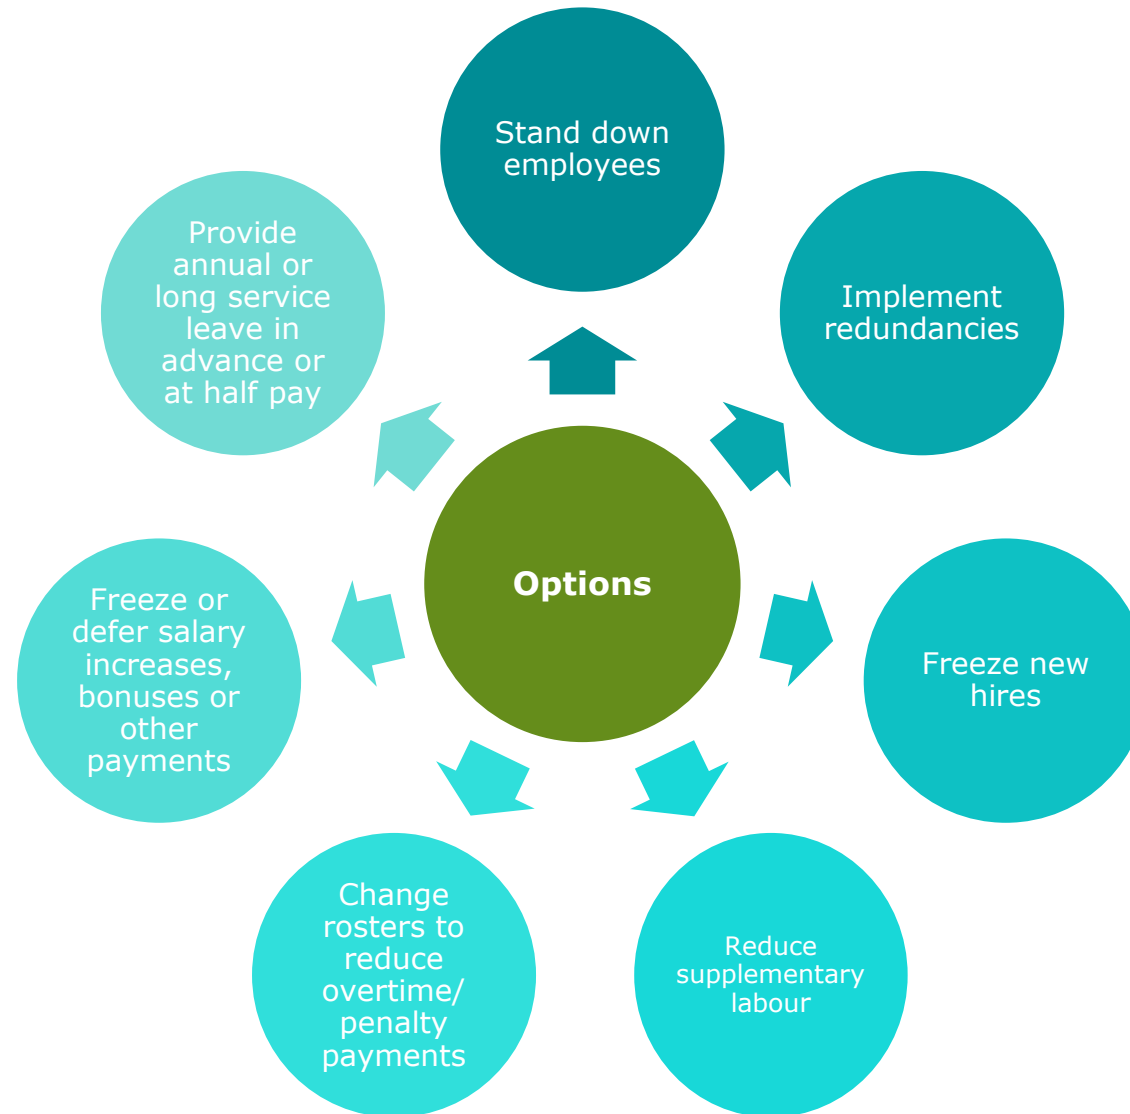 Stand down
employees
Implement
redundancies
Freeze new
hires
Reduce
supplementary
labour
Change
rosters to
reduce
overtime/
penalty
payments
Freeze or
defer salary
increases,
bonuses or
other
payments
Provide
annual or
long service
leave in
advance or
at half pay
Options